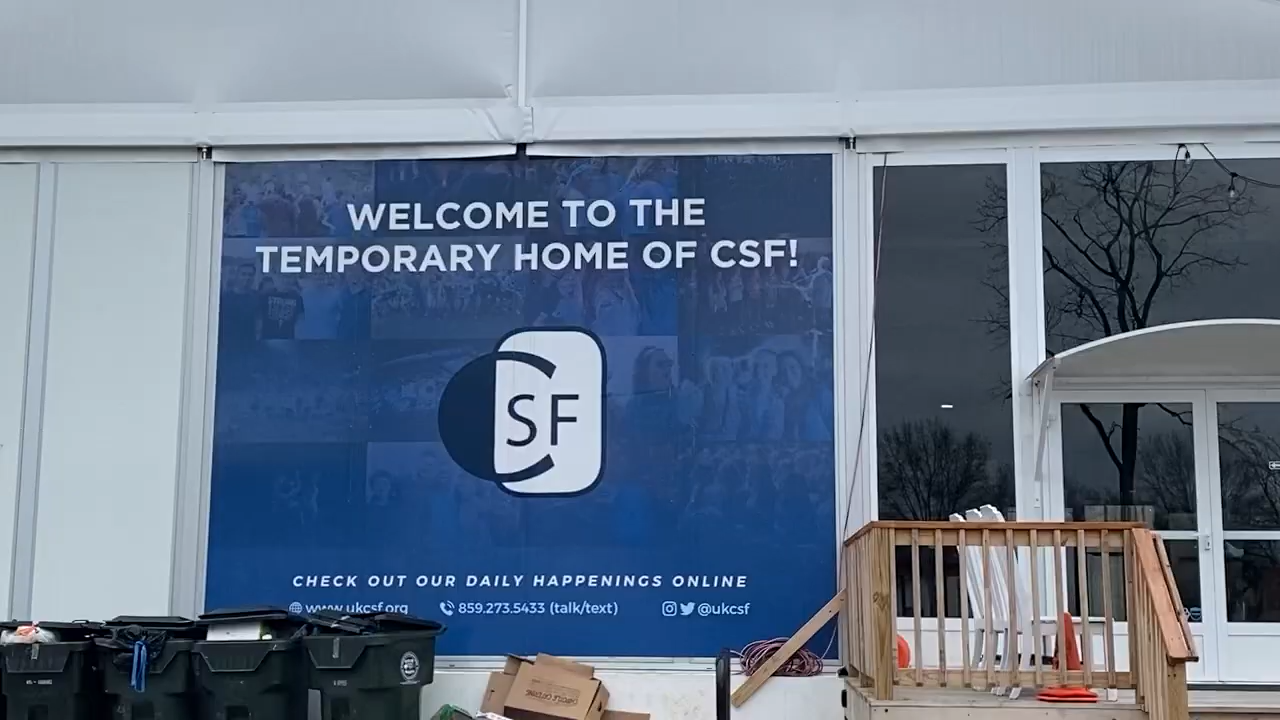 WELCOME TO THE
TEMPORARY HOME OF CSF!
CSF
CHECK OUT OUR DAILY HAPPENINGS ONLINE
www.ukcsf.org 859.273.5433 (talk/text) @ukcsf